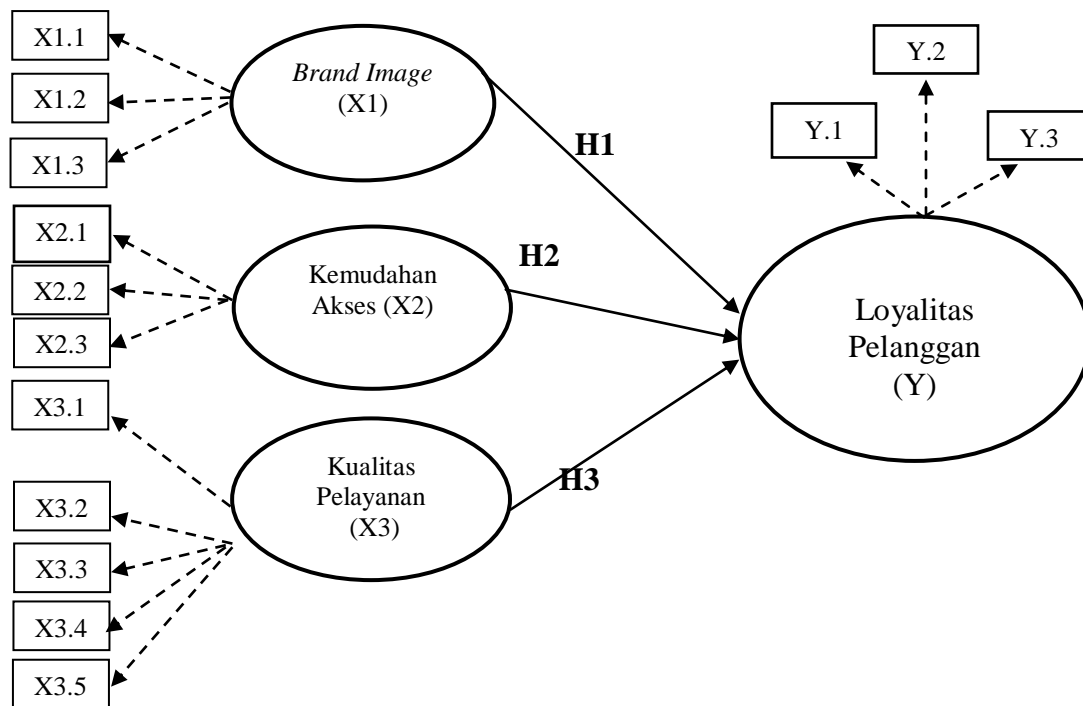 X1.1
X1.2
X1.3
Brand Image
(X1)
H1
Y.2
Y.1
Y.3
X2.1
X2.2
X2.3
Kemudahan
Akses (X2)
H2
Loyalitas
Pelanggan
(Y)
X3.1
X3.2
X3.3
X3.4
X3.5
Kualitas
Pelayanan
(X3)
H3